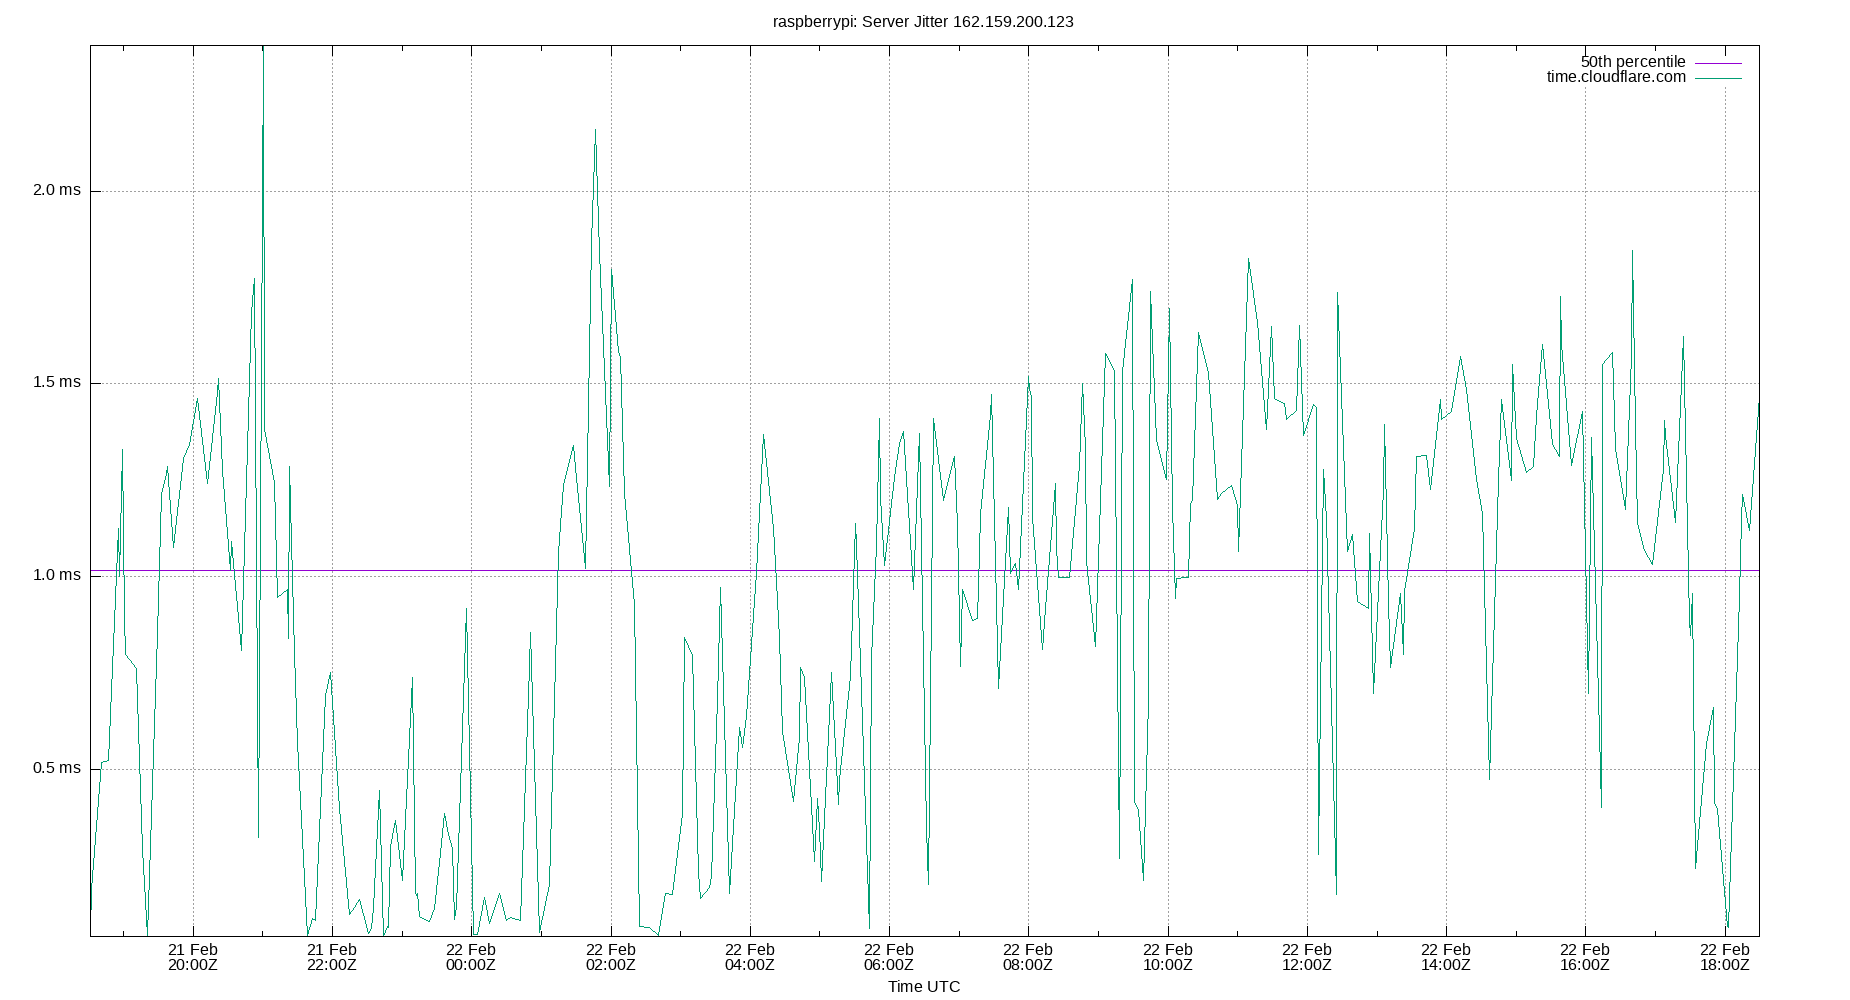 raspberrypi: Server Jitter 162.159.200.123
50th percentile
time.cloudflare.com
2.0 ms
1.5 ms
1.0 ms
0.5 ms
21 Feb 21 Feb 22 Feb 22 Feb 22 Feb 22 Feb 22 Feb 22 Feb 22 Feb 22 Feb 22 Feb 22 Feb
20:00Z 22:00Z 00:00Z 02:00Z 04:00Z 06:00Z 08:00Z 10:00Z 12:00Z 14:00Z 16:00Z 18:00Z
Time UTC